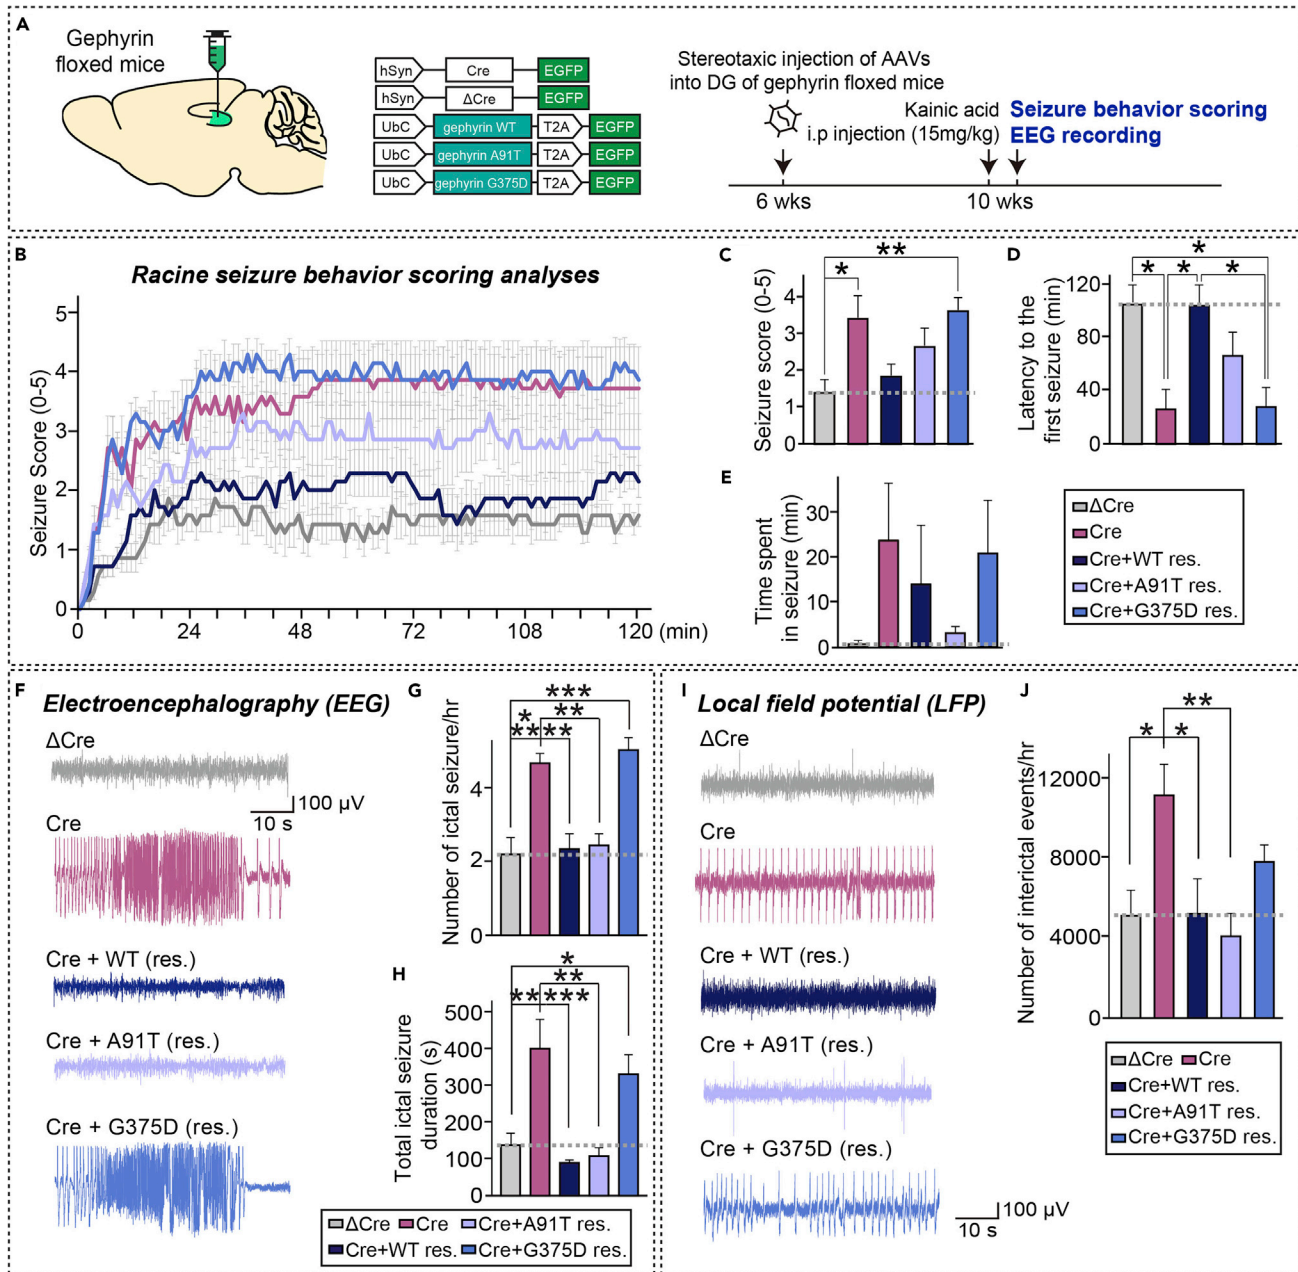 A
Gephyrin
floxed mice
hSyn Cre EGFP
hSyn ΔCre EGFP
UbC gephyrin WT T2A EGFP
UbC gephyrin A91T T2A EGFP
UbC gephyrin G375D T2A EGFP
Stereotaxic injection of AAVs
into DG of gephyrin floxed mice
Kainic acid
i.p injection (15mg/kg)
Seizure behavior scoring
EEG recording
6 wks
10 wks
B
Racine seizure behavior scoring analyses
Seizure Score (0-5)
5
4
3
2
1
0
0 24 48 72 108 120 (min)
C
Seizure score (0-5)
4
3
2
1
0
*
**
D
Latency to the
first seizure (min)
120
80
40
0
*
* * *
E
Time spent
in seizure (min)
30
20
10
0
ΔCre
Cre
Cre+WT res.
Cre+A91T res.
Cre+G375D res.
F
Electroencephalography (EEG)
ΔCre
100 µV
10 s
Cre
Cre + WT (res.)
Cre + A91T (res.)
Cre + G375D (res.)
G
Number of ictal seizure/hr
4
2
0
***
* **
****
H
Total ictal seizure
duration (s)
500
400
300
200
100
0
*
**
*****
ΔCre Cre Cre+A91T res.
Cre+WT res. Cre+G375D res.
I
Local field potential (LFP)
ΔCre
Cre
Cre + WT (res.)
Cre + A91T (res.)
Cre + G375D (res.)
100 µV
10 s
J
Number of interictal events/hr
12000
8000
4000
0
**
* *
ΔCre Cre
Cre+WT res.
Cre+A91T res.
Cre+G375D res.